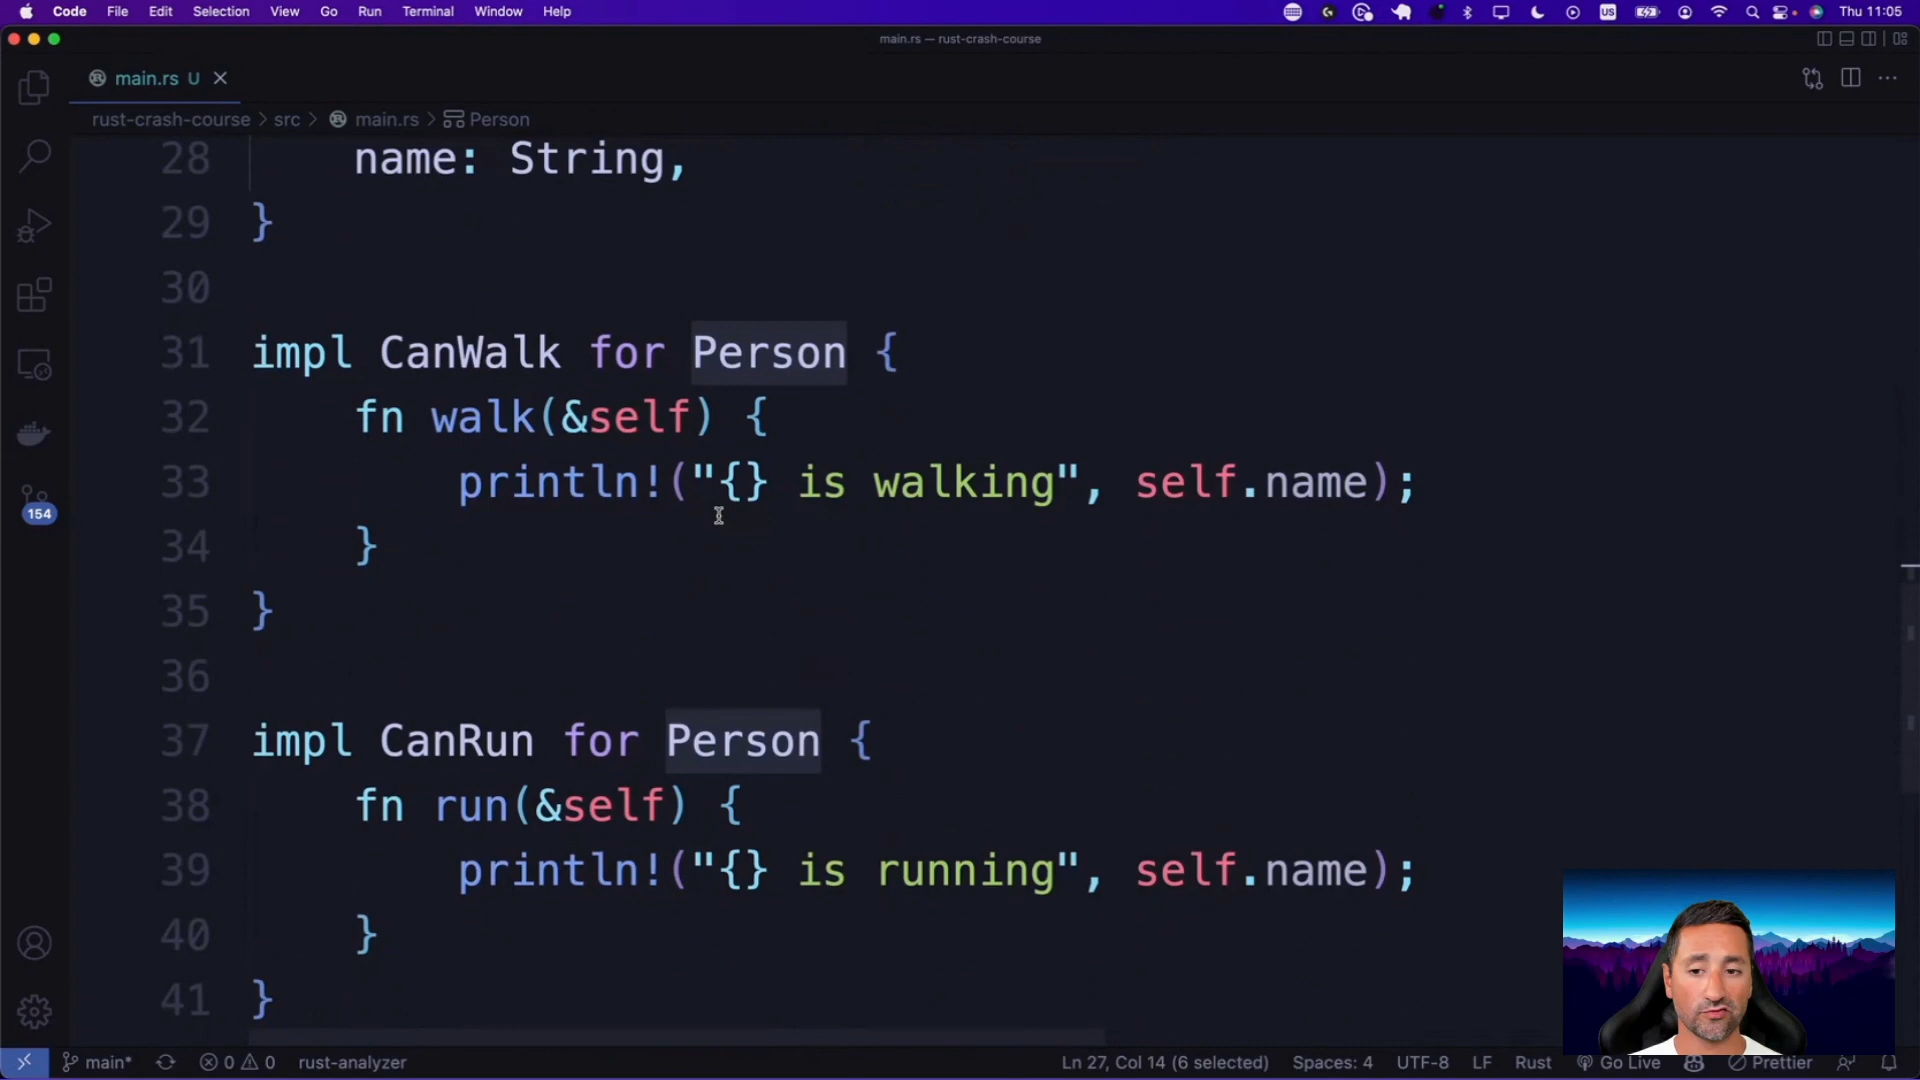 Code File Edit Selection View Go Run Terminal Window Help US Thu 11:05
main.rs — rust-crash-course
main.rs U
rust-crash-course > src > main.rs > Person
28 name: String,
29 }
30
31 impl CanWalk for Person {
32 fn walk(&self) {
33 println!("{} is walking", self.name);
34 }
35 }
36
37 impl CanRun for Person {
38 fn run(&self) {
39 println!("{} is running", self.name);
40 }
41 }
154
main* 0 0 rust-analyzer Ln 27, Col 14 (6 selected) Spaces: 4 UTF-8 LF Rust Go Live Prettier